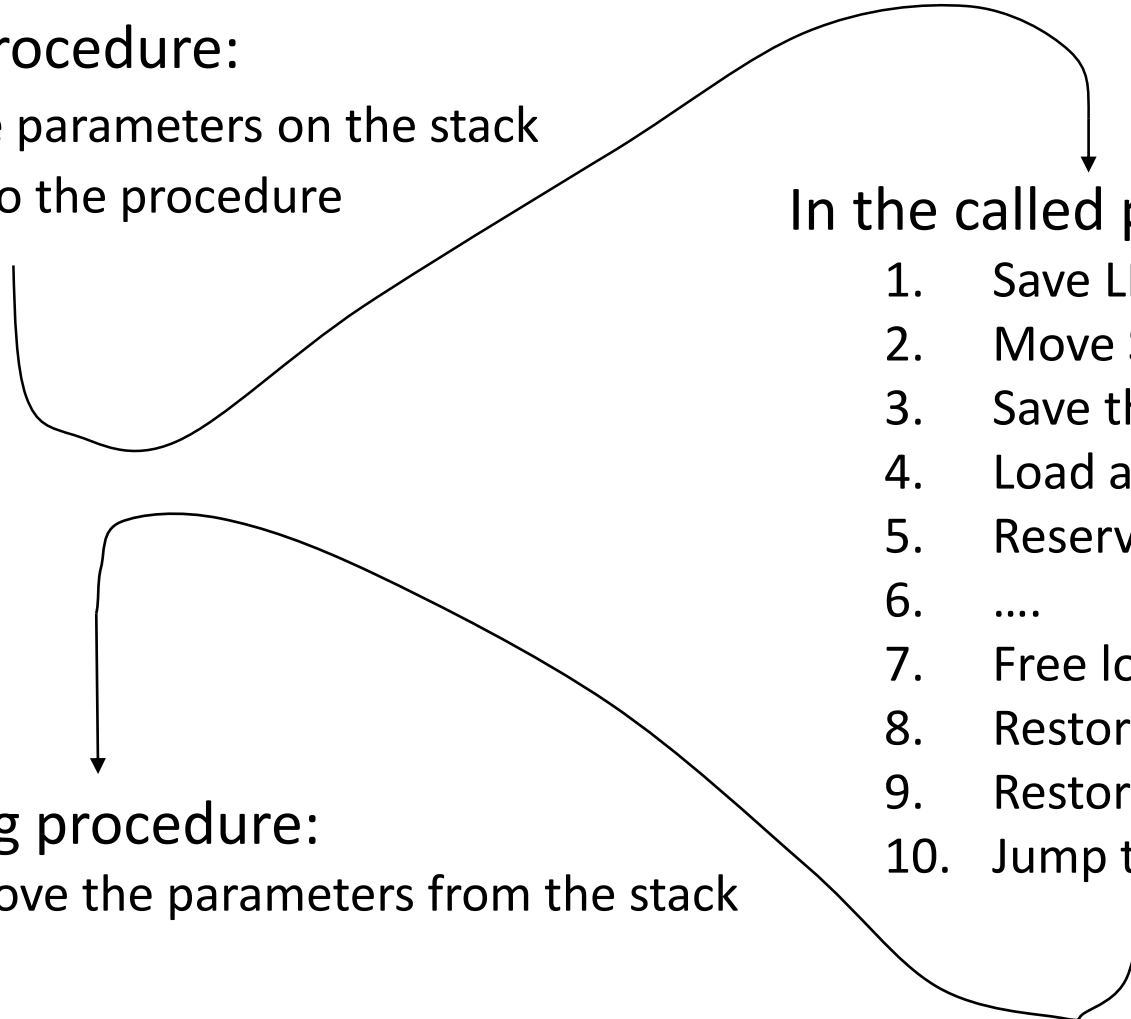 rocedure:
parameters on the stack
o the procedure
In the called
1. Save
2. Move
3. Save
4. Load a
5. Reserv
6. ....
7. Free lo
8. Restor
9. Restor
10. Jump t
g procedure:
ove the parameters from the stack